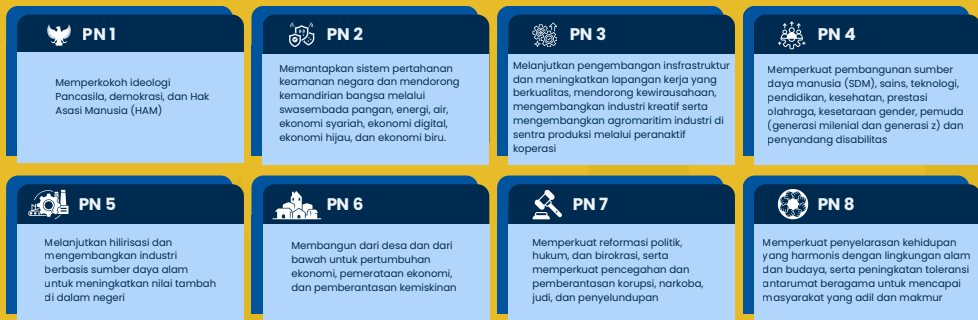 PN 1
Memperkokoh ideologi
Pancasila, demokrasi, dan Hak
Asasi Manusia (HAM)
PN 2
Memantapkan sistem pertahanan
keamanan negara dan mendorong
kemandirian bangsa melalui
swasembada pangan, energi, air,
ekonomi syariah, ekonomi digital,
ekonomi hijau, dan ekonomi biru.
PN 3
Melanjutkan pengembangan insfrastruktur
dan meningkatkan lapangan kerja yang
berkualitas, mendorong kewirausahaan,
mengembangkan industri kreatif serta
mengembangkan agromaritim industri di
sentra produksi melalui peranaktif
koperasi
PN 4
Memperkuat pembangunan sumber
daya manusia (SDM), sains, teknologi,
pendidikan, kesehatan, prestasi
olahraga, kesetaraan gender, pemuda
(generasi milenial dan generasi z) dan
penyandang disabilitas
PN 5
Melanjutkan hilirisasi dan
mengembangkan industri
berbasis sumber daya alam
untuk meningkatkan nilai tambah
di dalam negeri
PN 6
Membangun dari desa dan dari
bawah untuk pertumbuhan
ekonomi, pemerataan ekonomi,
dan pemberantasan kemiskinan
PN 7
Memperkuat reformasi politik,
hukum, dan birokrasi, serta
memperkuat pencegahan dan
pemberantasan korupsi, narkoba,
judi, dan penyelundupan
PN 8
Memperkuat penyelarasan kehidupan
yang harmonis dengan lingkungan alam
dan budaya, serta peningkatan toleransi
antarumat beragama untuk mencapai
masyarakat yang adil dan makmur